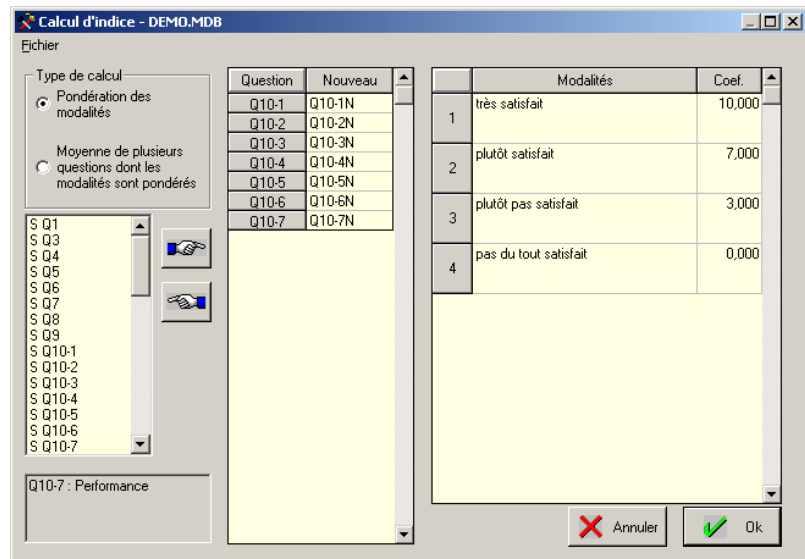 Calcul d'indice - DEMO.MDB
Fichier
Type de calcul
Pondération des
modalités
Moyenne de plusieurs
questions dont les
modalités sont pondérés
S Q1
S Q3
S Q4
S Q5
S Q6
S Q7
S Q8
S Q9
S Q10-1
S Q10-2
S Q10-3
S Q10-4
S Q10-5
S Q10-6
S Q10-7
Q10-7 : Performance
Question Nouveau
Q10-1 Q10-1N
Q10-2 Q10-2N
Q10-3 Q10-3N
Q10-4 Q10-4N
Q10-5 Q10-5N
Q10-6 Q10-6N
Q10-7 Q10-7N
Modalités Coef.
1 très satisfait 10,000
2 plutôt satisfait 7,000
3 plutôt pas satisfait 3,000
4 pas du tout satisfait 0,000
Annuler Ok